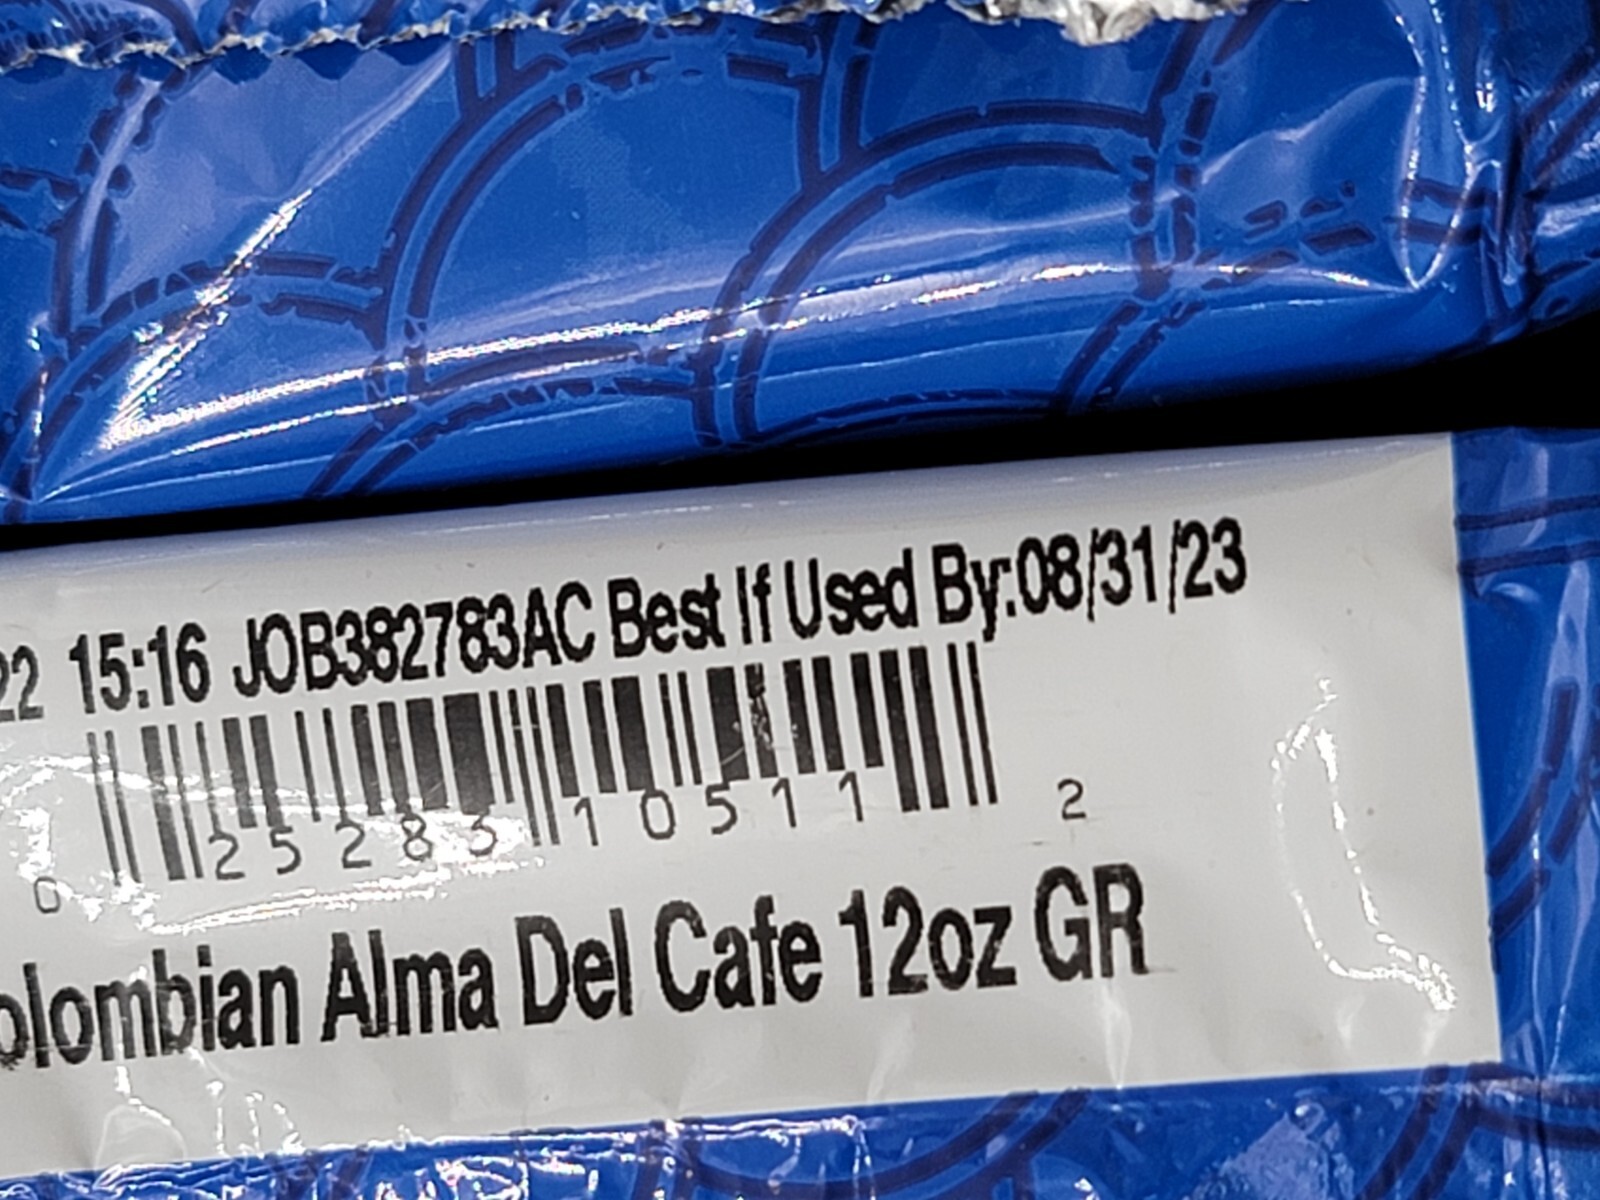 22 15:16 JOB382783AC Best If Used By:08/31/23
0 25283 10511 2
olombian Alma Del Cafe 12oz GR